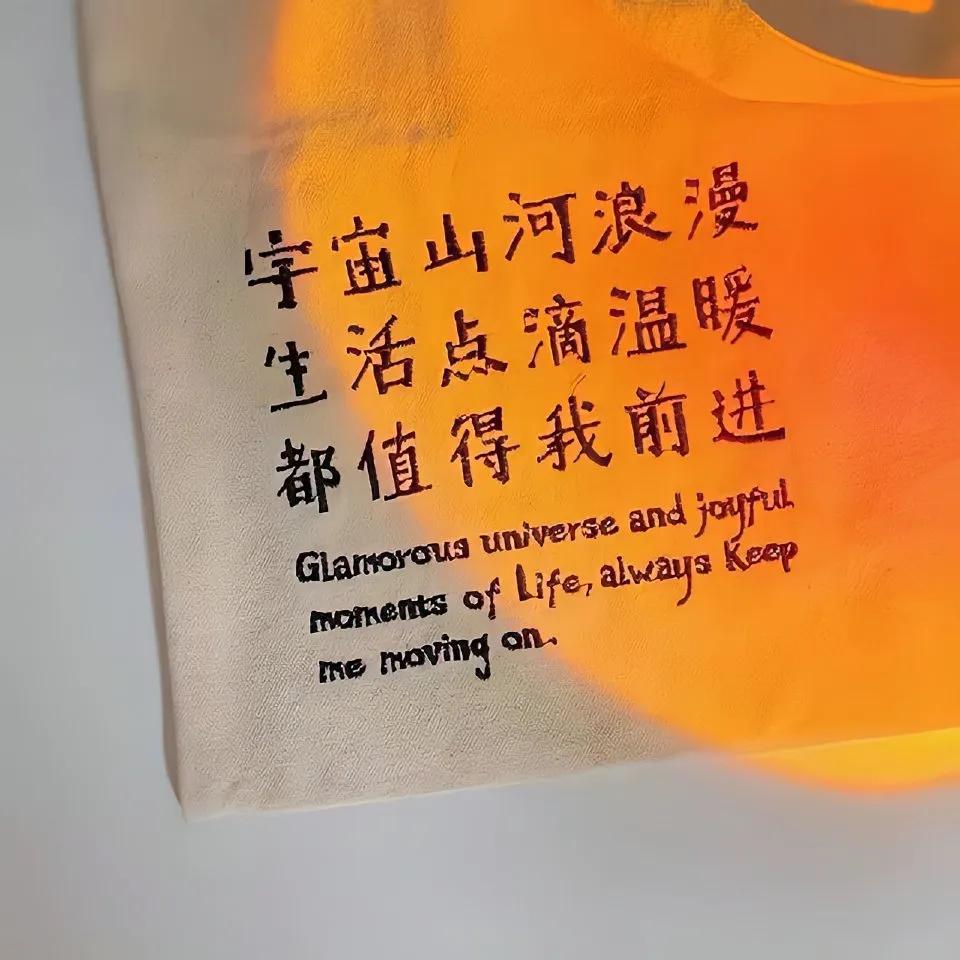 宇宙山河浪漫
生活点滴温暖
都值得我前进
Glamorous universe and joyful
moments of Life, always Keep
me moving on.